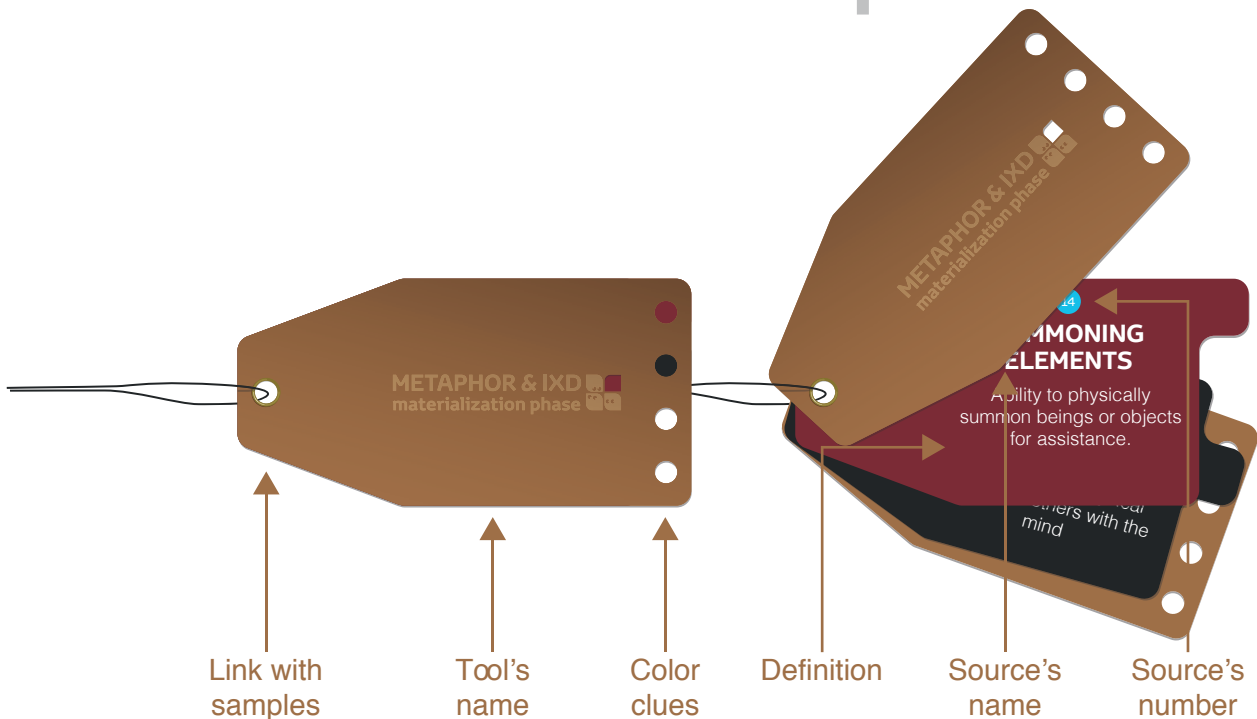 METAPHOR & IXD
materialization phase
METAPHOR & IXD
materialization phase
14
MMONING
ELEMENTS
Ability to physically
summon beings or objects
for assistance.
others with the
mind
Link with
samples
Tool's
name
Color
clues
Definition
Source's
name
Source's
number